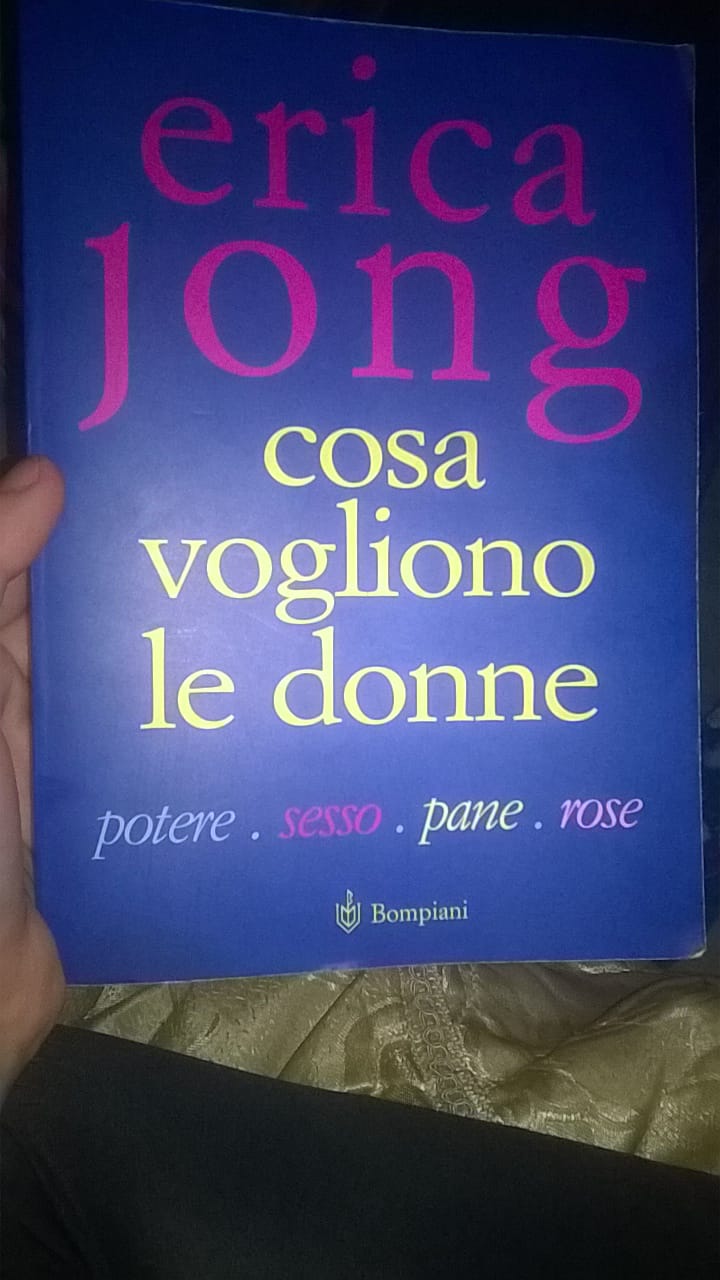 erica
Jong
cosa
vogliono
le donne
potere . sesso . pane . rose
Bompiani